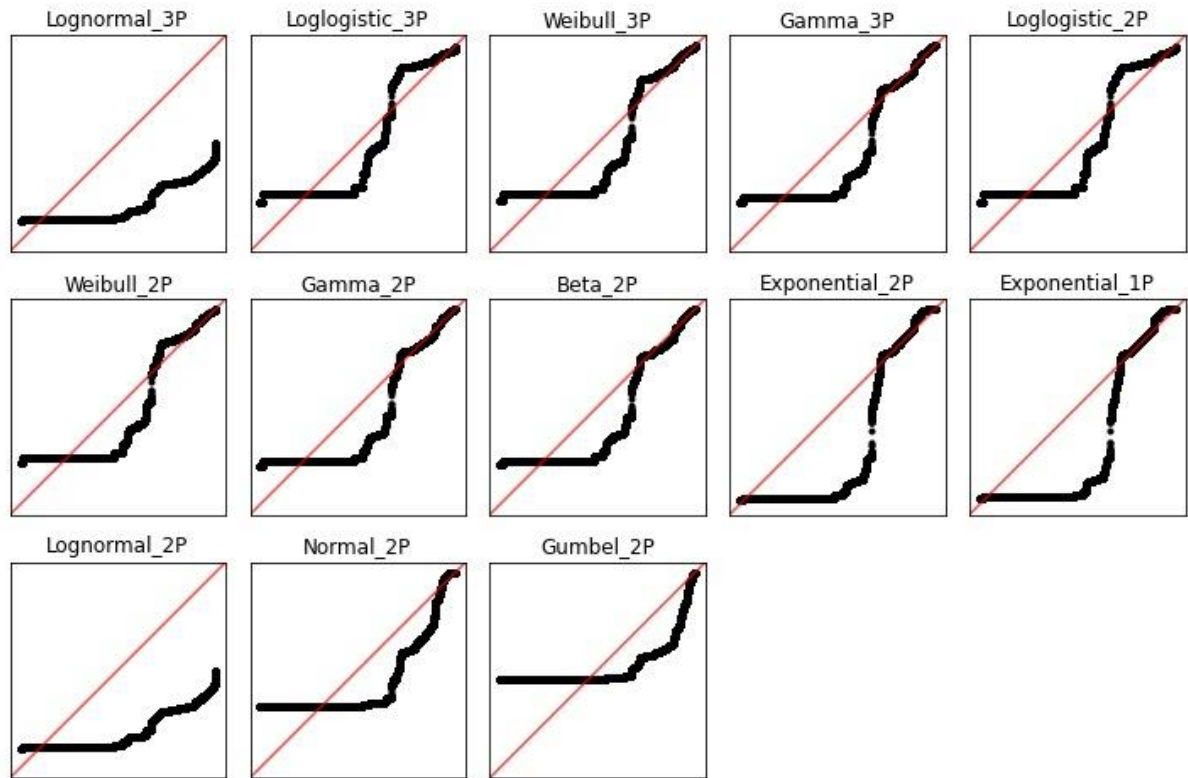 Lognormal_3P Loglogistic_3P Weibull_3P Gamma_3P Loglogistic_2P
Weibull_2P Gamma_2P Beta_2P Exponential_2P Exponential_1P
Lognormal_2P Normal_2P Gumbel_2P